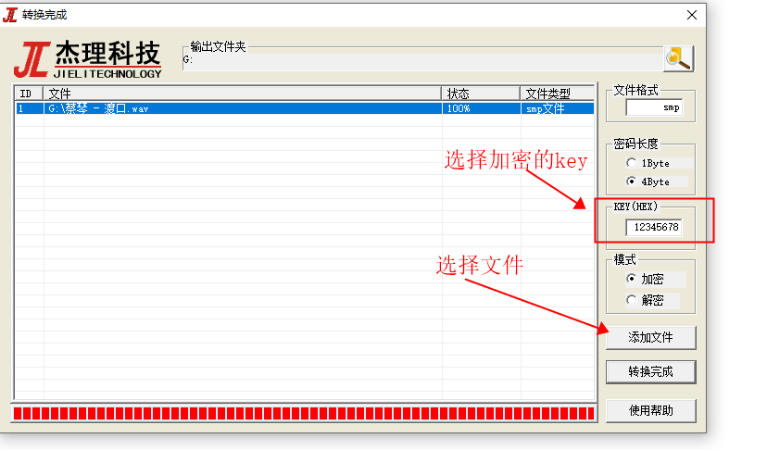 转换完成
杰理科技
JIELITECHNOLOGY
输出文件夹
G:
ID 文件 状态 文件类型
1 G:\蔡琴 - 渡口.wav 100% smp文件
文件格式
smp
密码长度
1Byte
4Byte
选择加密的key
KEY(HEX)
12345678
选择文件
模式
加密
解密
添加文件
转换完成
使用帮助